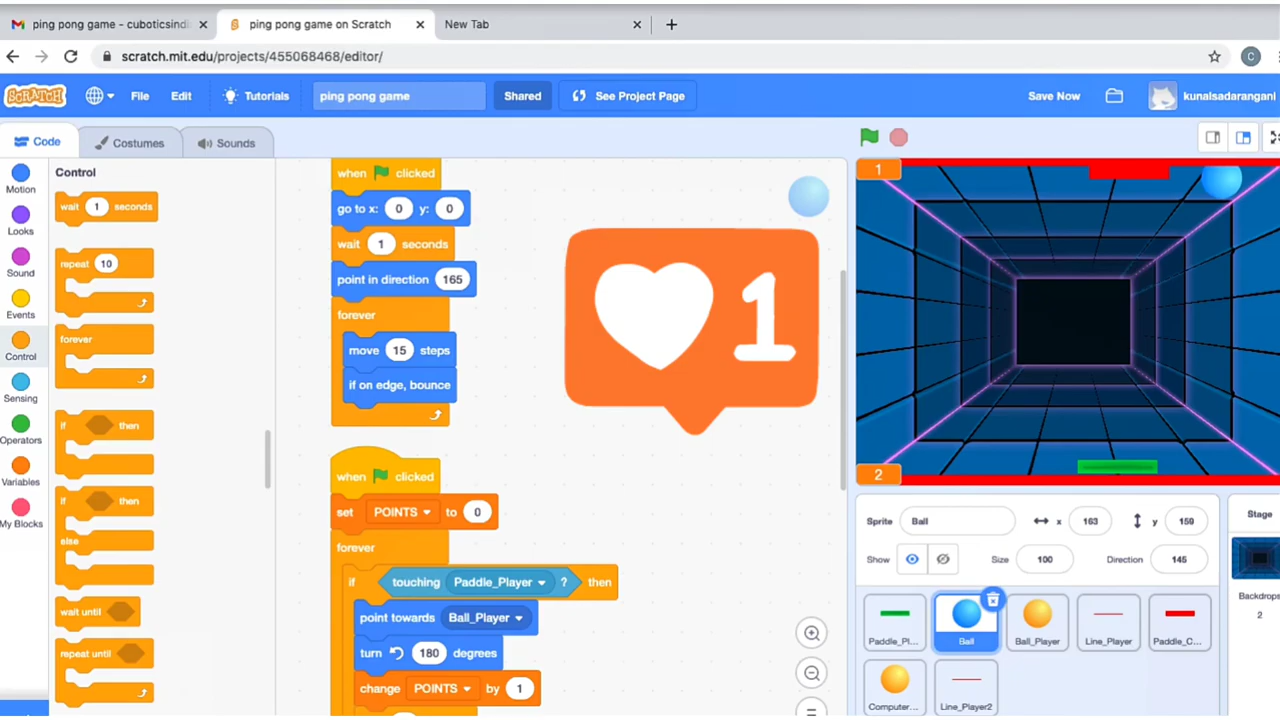 ping pong game - cuboticsindi
ping pong game on Scratch
New Tab
scratch.mit.edu/projects/455068468/editor/
C
SCRATCH
File
Edit
Tutorials
ping pong game
Shared
See Project Page
Save Now
kunalsadarangani
Code
Costumes
Sounds
Motion
Looks
Sound
Events
Control
Sensing
Operators
Variables
My Blocks
Control
wait 1 seconds
repeat 10
forever
if then
if then
else
wait until
repeat until
when clicked
go to x: 0 y: 0
wait 1 seconds
point in direction 165
forever
move 15 steps
if on edge, bounce
when clicked
set POINTS to 0
forever
if touching Paddle_Player ? then
point towards Ball_Player
turn 180 degrees
change POINTS by 1
1
1
2
Sprite Ball x 163 y 159
Show Size 100 Direction 145
Paddle_Pl...
Ball
Ball_Player
Line_Player
Paddle_C...
Computer...
Line_Player2
Stage
Backdrops
2